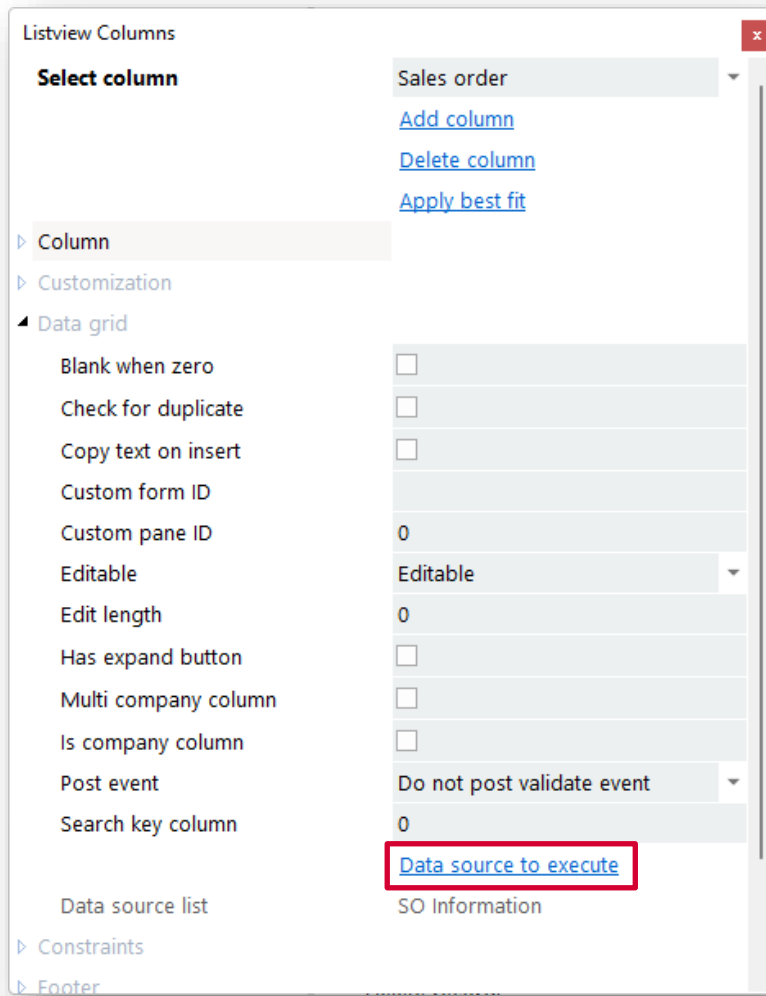 Listview Columns
x
Select column Sales order
Add column
Delete column
Apply best fit
Column
Customization
Data grid
Blank when zero
Check for duplicate
Copy text on insert
Custom form ID
Custom pane ID 0
Editable Editable
Edit length 0
Has expand button
Multi company column
Is company column
Post event Do not post validate event
Search key column 0
Data source to execute
Data source list SO Information
Constraints
Footer